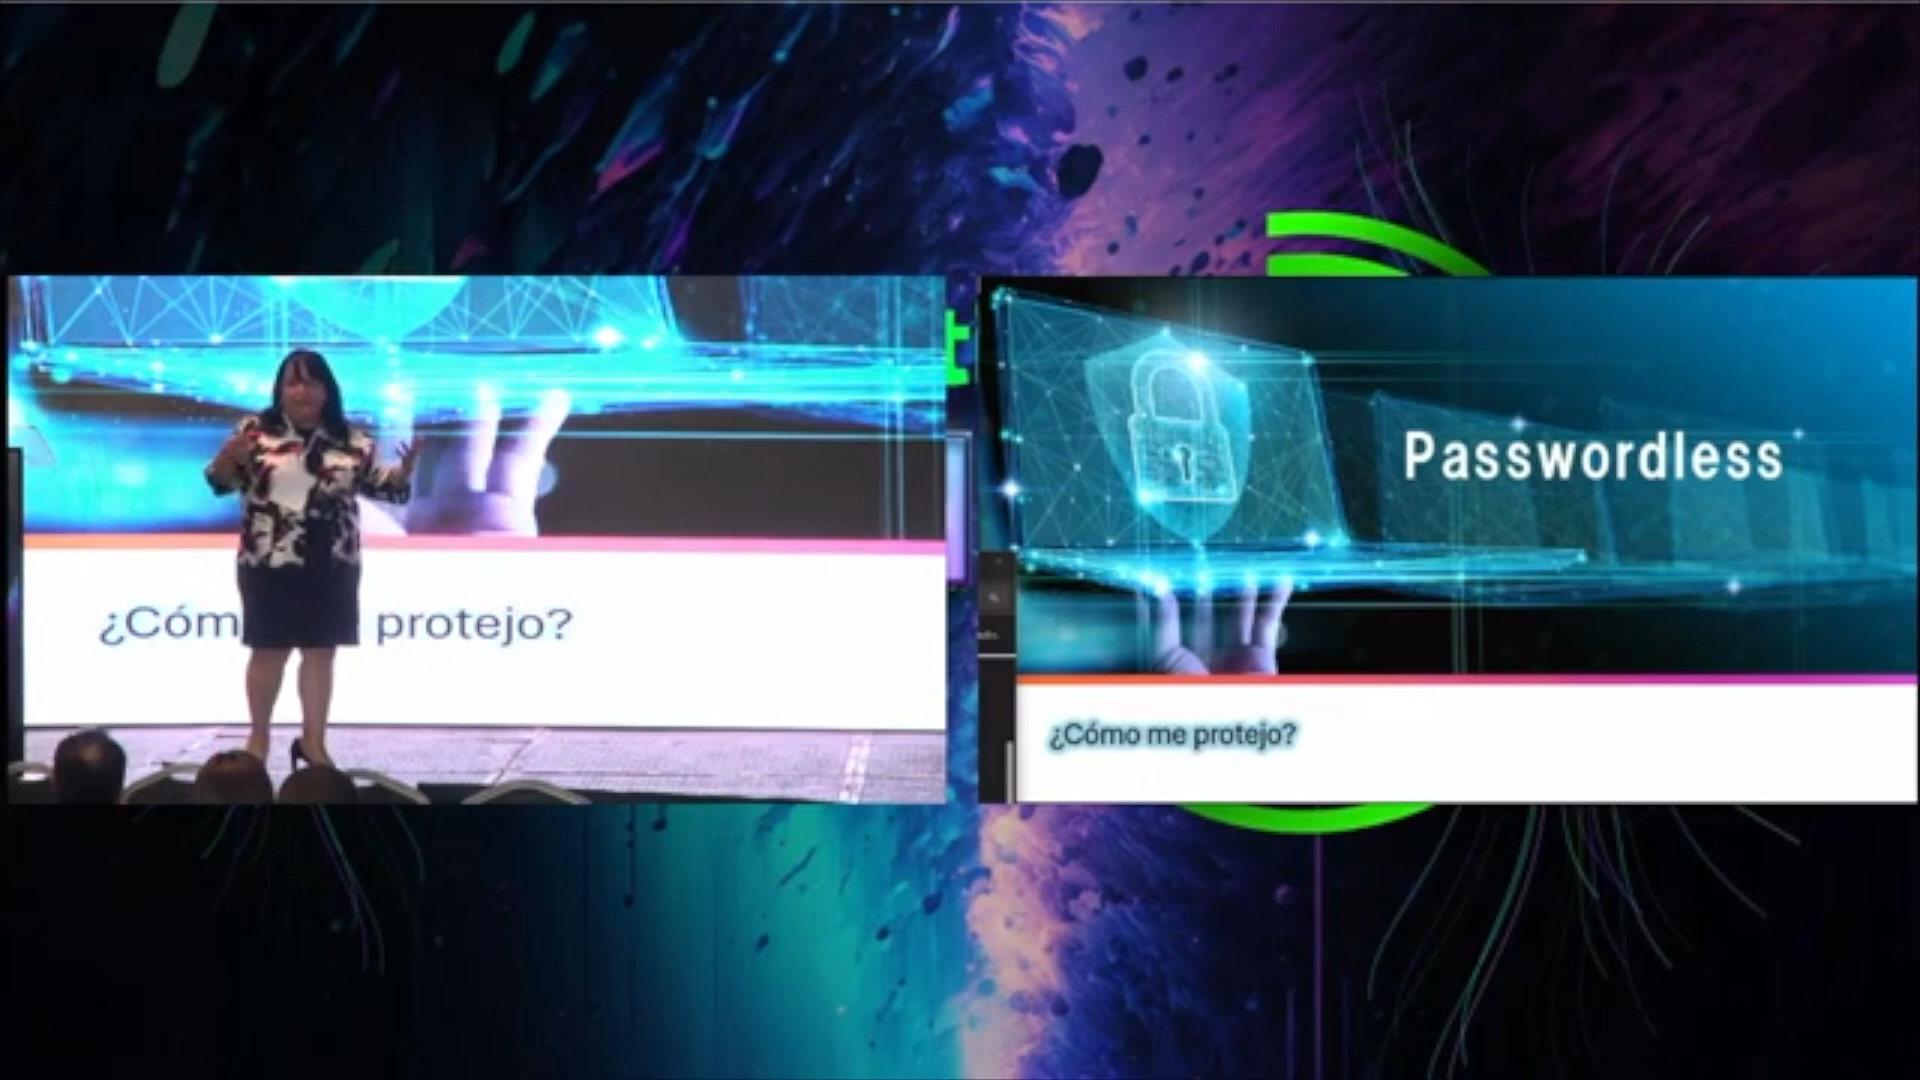 ¿Cóm protejo?
t
Passwordless
¿Cómo me protejo?